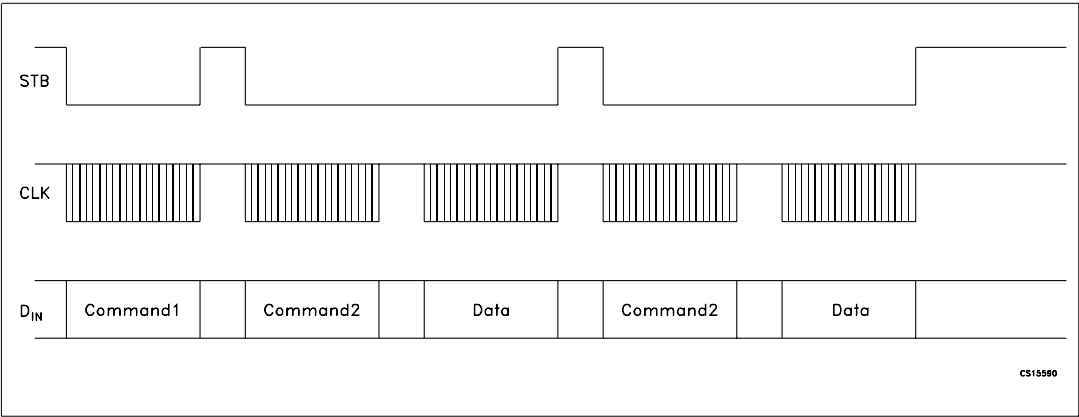 STB
CLK
DIN Command1 Command2 Data Command2 Data
CS15590